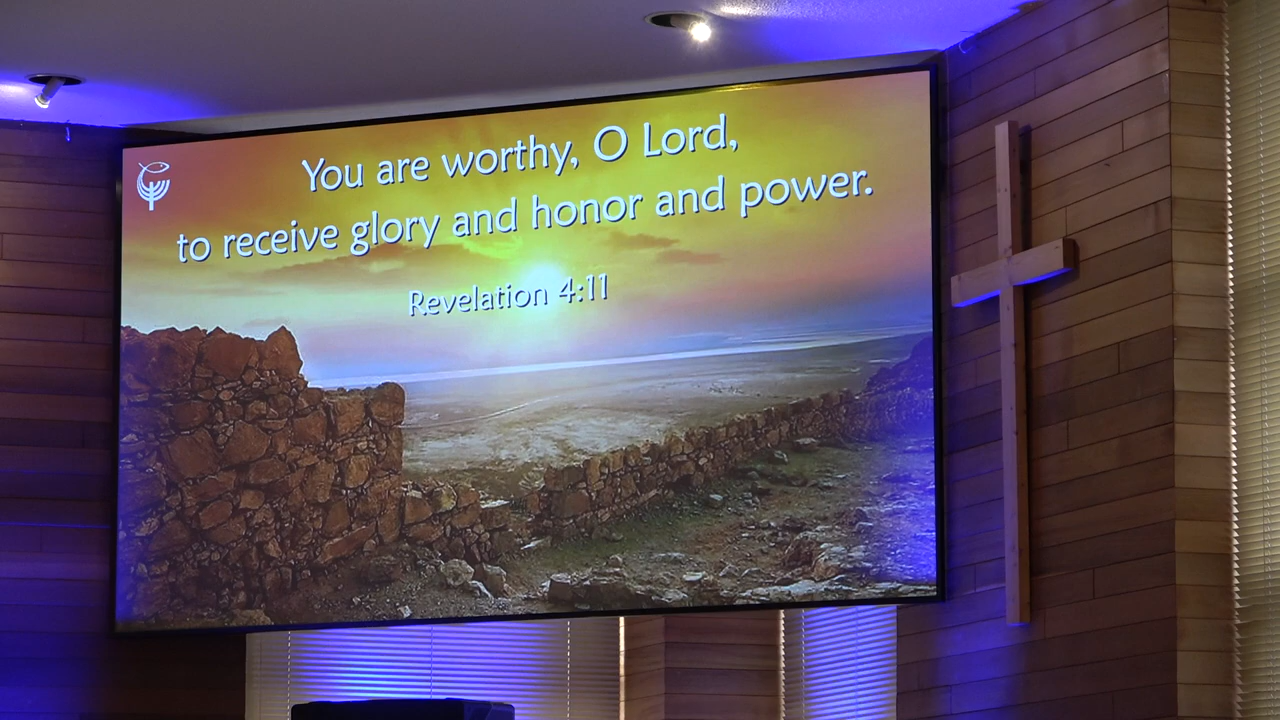 You are worthy, O Lord,
to receive glory and honor and power.
Revelation 4:11